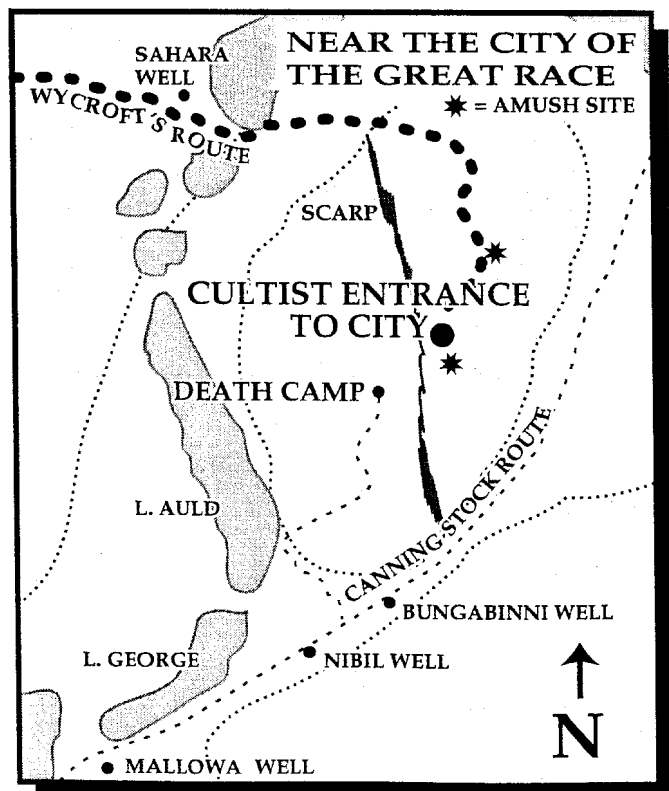 NEAR THE CITY OF
THE GREAT RACE
✷ = AMUSH SITE
SAHARA
WELL
WYCROFT'S ROUTE
SCARP
CULTIST ENTRANCE
TO CITY
DEATH CAMP
L. AULD
CANNING STOCK ROUTE
BUNGABINNI WELL
L. GEORGE
NIBIL WELL
N
MALLOWA WELL